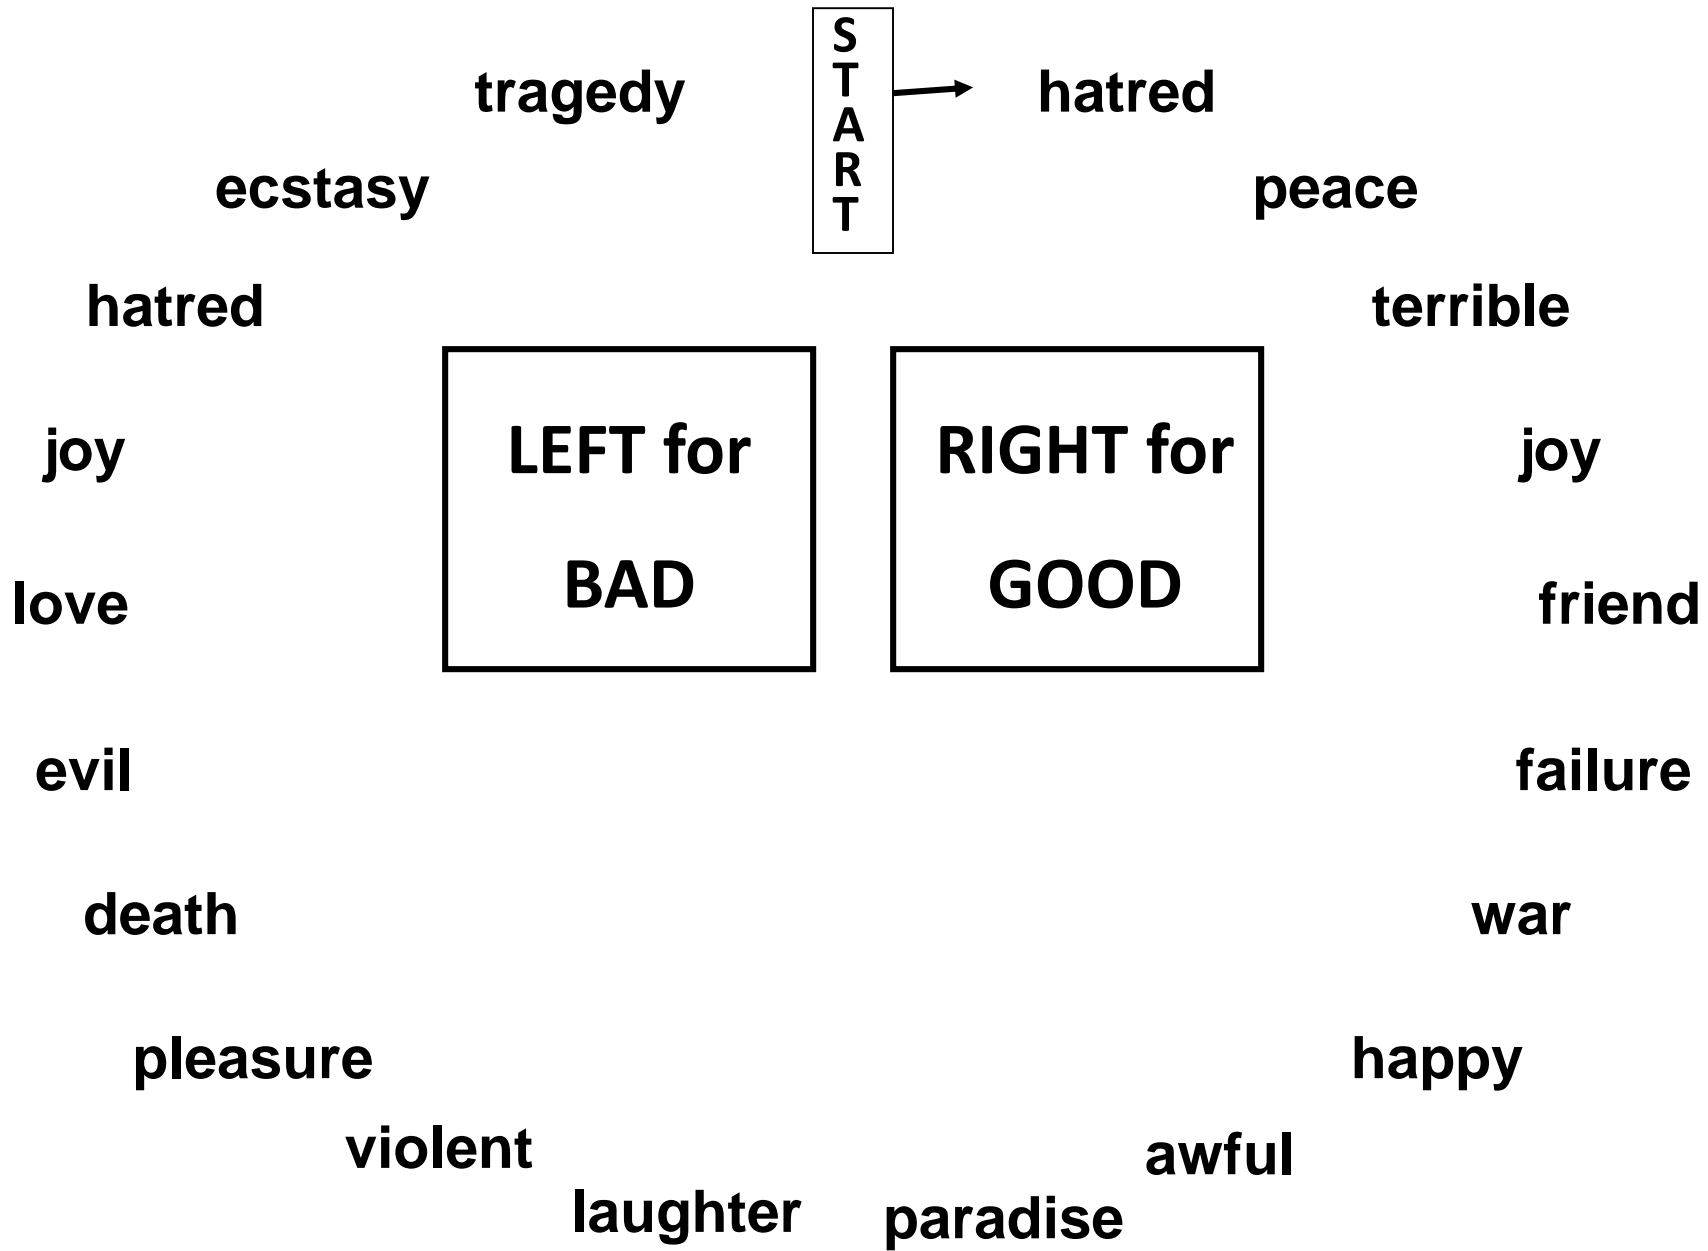 START
hatred
peace
terrible
joy
friend
failure
war
happy
awful
paradise
laughter
violent
pleasure
death
evil
love
joy
hatred
ecstasy
tragedy
LEFT for
BAD
RIGHT for
GOOD